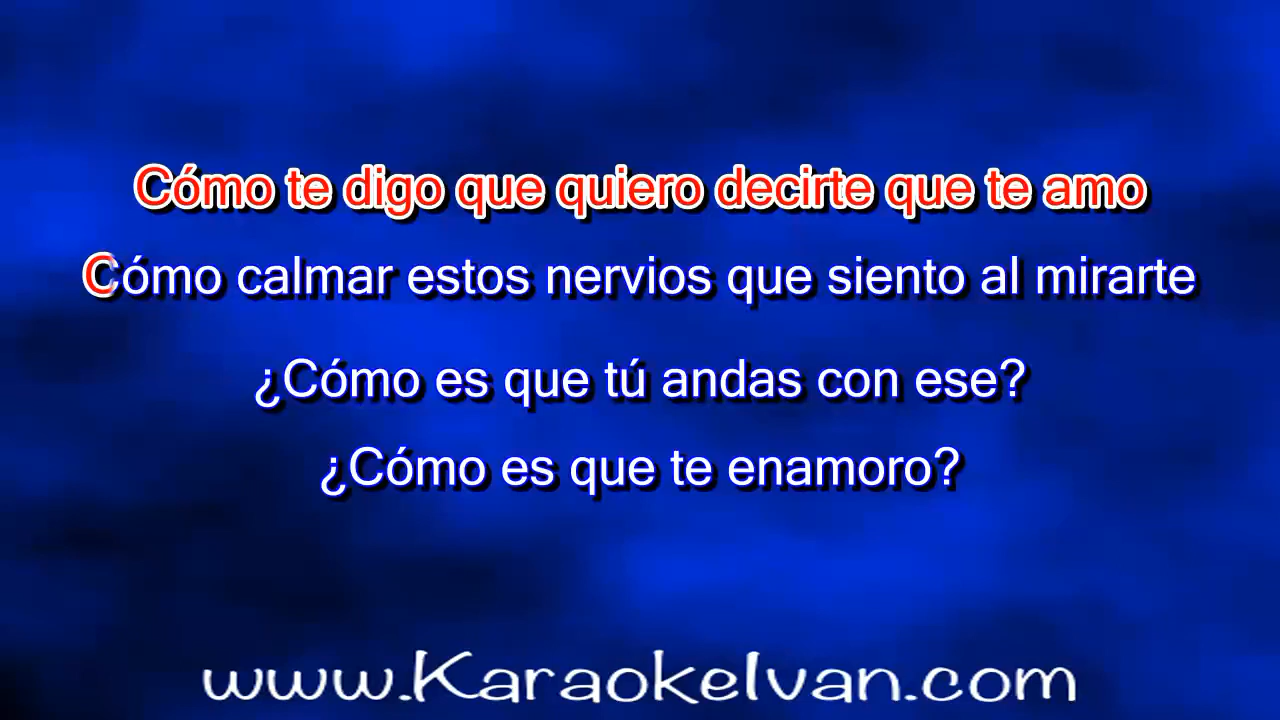 Cómo te digo que quiero decirte que te amo
Cómo calmar estos nervios que siento al mirarte
¿Cómo es que tú andas con ese?
¿Cómo es que te enamoro?
www.KaraokeIvan.com